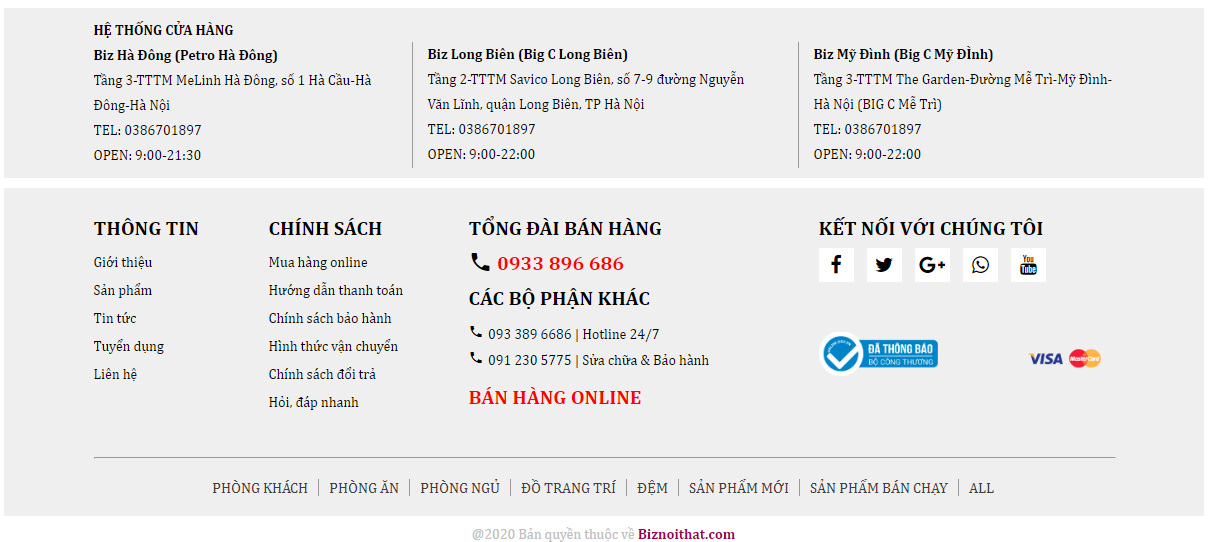 HỆ THỐNG CỬA HÀNG
Biz Hà Đông (Petro Hà Đông)
Tầng 3-TTTM MeLinh Hà Đông, số 1 Hà Cầu-Hà
Đông-Hà Nội
TEL: 0386701897
OPEN: 9:00-21:30
Biz Long Biên (Big C Long Biên)
Tầng 2-TTTM Savico Long Biên, số 7-9 đường Nguyễn
Văn Lĩnh, quận Long Biên, TP Hà Nội
TEL: 0386701897
OPEN: 9:00-22:00
Biz Mỹ Đình (Big C Mỹ Đình)
Tầng 3-TTTM The Garden-Đường Mễ Trì-Mỹ Đình-
Hà Nội (BIG C Mễ Trì)
TEL: 0386701897
OPEN: 9:00-22:00
THÔNG TIN
Giới thiệu
Sản phẩm
Tin tức
Tuyển dụng
Liên hệ
CHÍNH SÁCH
Mua hàng online
Hướng dẫn thanh toán
Chính sách bảo hành
Hình thức vận chuyển
Chính sách đổi trả
Hỏi, đáp nhanh
TỔNG ĐÀI BÁN HÀNG
0933 896 686
CÁC BỘ PHẬN KHÁC
093 389 6686 | Hotline 24/7
091 230 5775 | Sửa chữa & Bảo hành
BÁN HÀNG ONLINE
KẾT NỐI VỚI CHÚNG TÔI
You
Tube
ĐÃ THÔNG BÁO
BỘ CÔNG THƯƠNG
VISA MasterCard
PHÒNG KHÁCH | PHÒNG ĂN | PHÒNG NGỦ | ĐỒ TRANG TRÍ | ĐỆM | SẢN PHẨM MỚI | SẢN PHẨM BÁN CHẠY | ALL
@2020 Bản quyền thuộc về Biznoithat.com